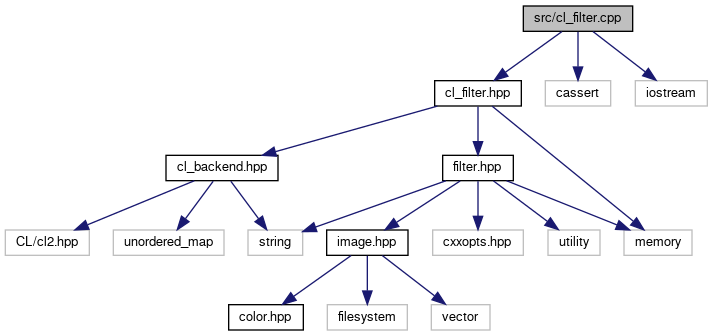 src/cl_filter.cpp
cl_filter.hpp
cassert
iostream
cl_backend.hpp
filter.hpp
CL/cl2.hpp
unordered_map
string
image.hpp
cxxopts.hpp
utility
memory
color.hpp
filesystem
vector